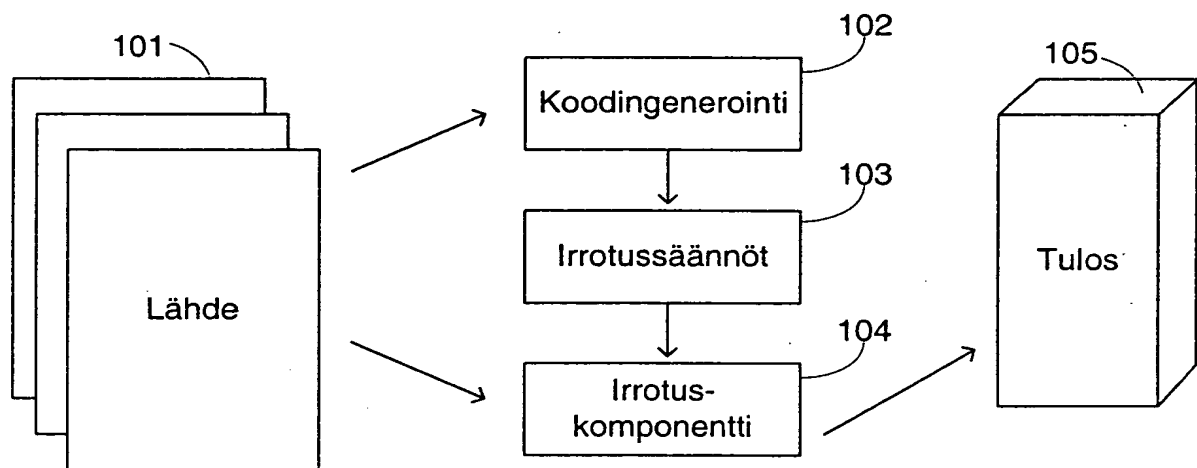 101
Lähde
102
Koodingenerointi
103
Irrotussäännöt
104
Irrotus-
komponentti
105
Tulos